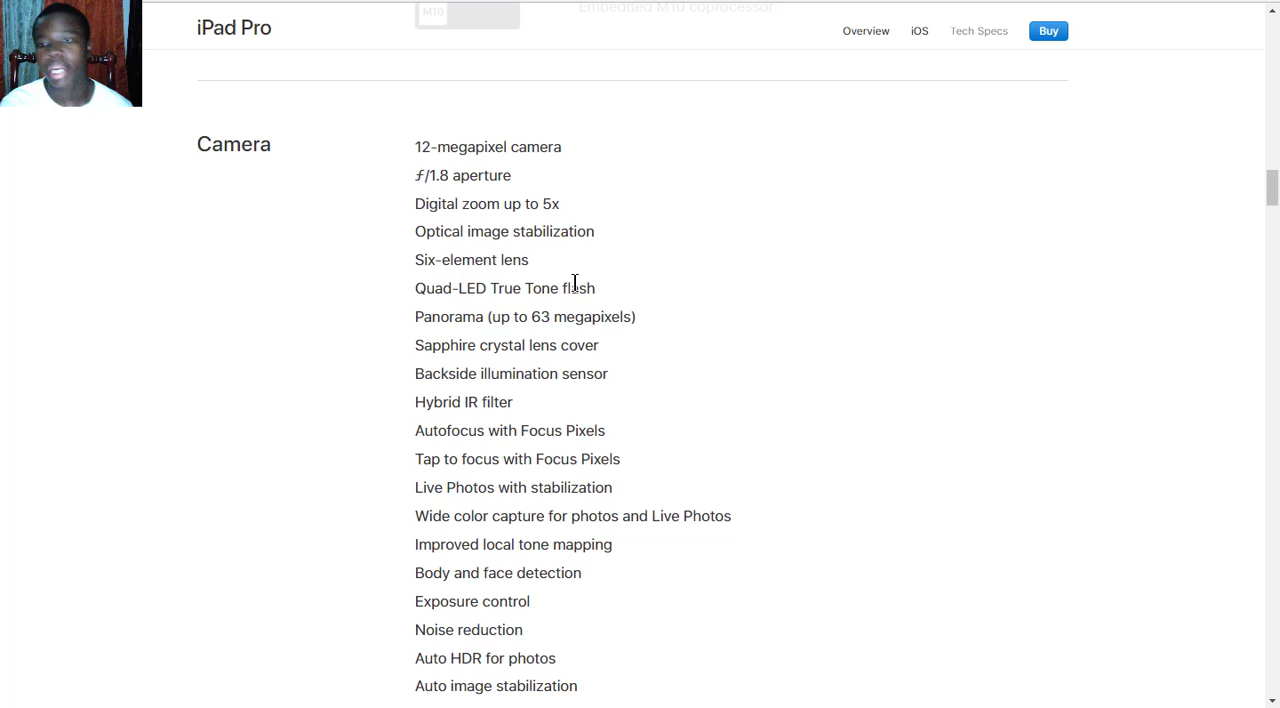 M10
Embedded M10 coprocessor
iPad Pro
Overview
iOS
Tech Specs
Buy
Camera
12-megapixel camera
ƒ/1.8 aperture
Digital zoom up to 5x
Optical image stabilization
Six-element lens
Quad-LED True Tone flash
Panorama (up to 63 megapixels)
Sapphire crystal lens cover
Backside illumination sensor
Hybrid IR filter
Autofocus with Focus Pixels
Tap to focus with Focus Pixels
Live Photos with stabilization
Wide color capture for photos and Live Photos
Improved local tone mapping
Body and face detection
Exposure control
Noise reduction
Auto HDR for photos
Auto image stabilization